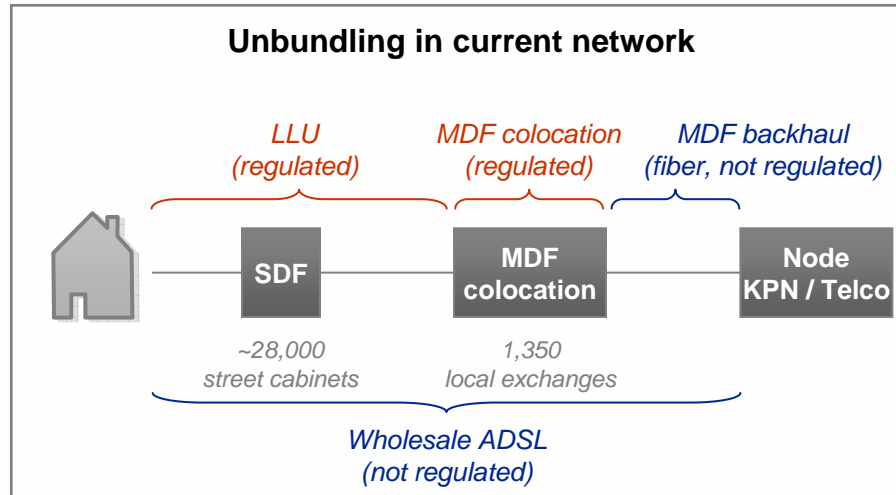 Unbundling in current network
LLU
(regulated)
MDF colocation
(regulated)
MDF backhaul
(fiber, not regulated)
SDF
MDF
colocation
Node
KPN / Telco
~28,000
street cabinets
1,350
local exchanges
Wholesale ADSL
(not regulated)